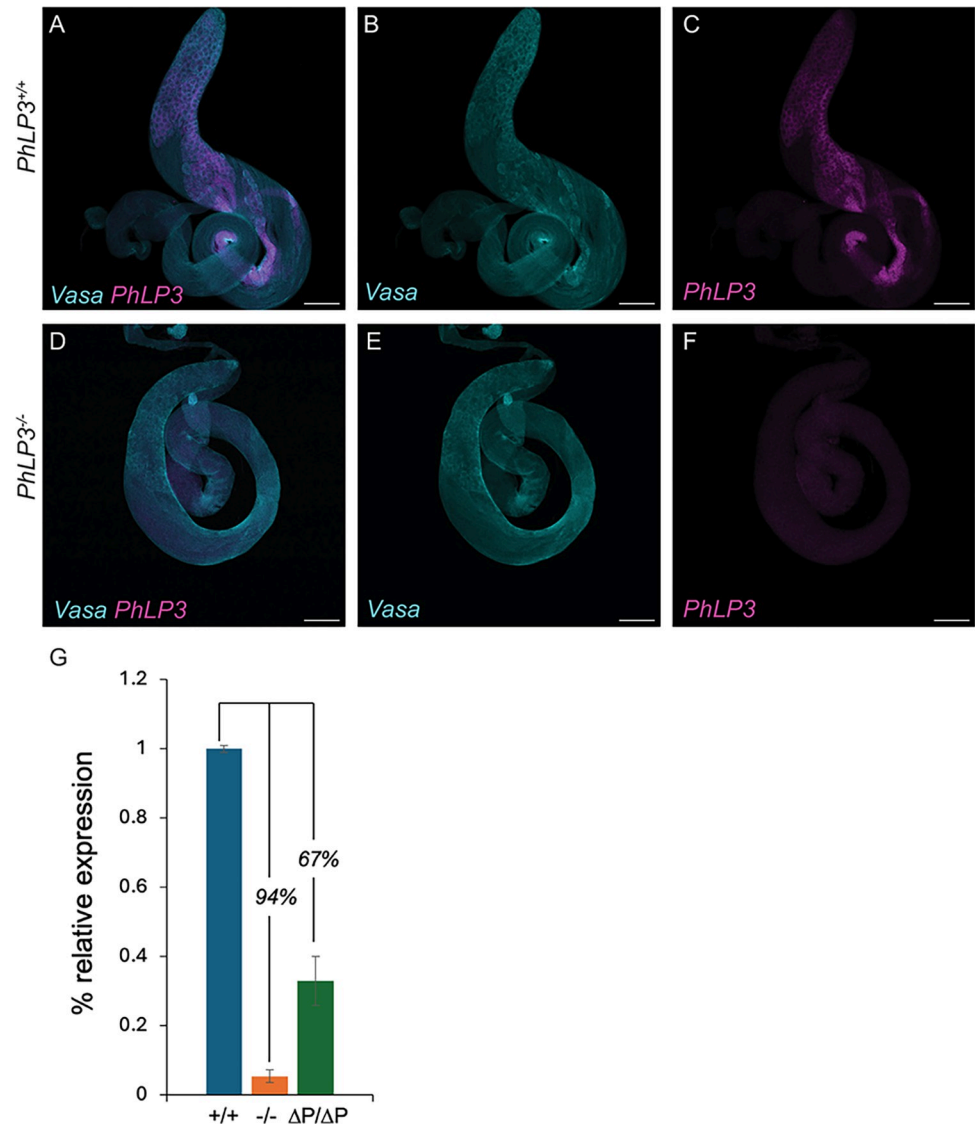 A
B
C
PhLP3+/+
Vasa PhLP3
Vasa
PhLP3
D
E
F
PhLP3-/-
Vasa PhLP3
Vasa
PhLP3
G
% relative expression
1.2
1
0.8
0.6
0.4
0.2
0
67%
94%
+/+ -/- ΔP/ΔP